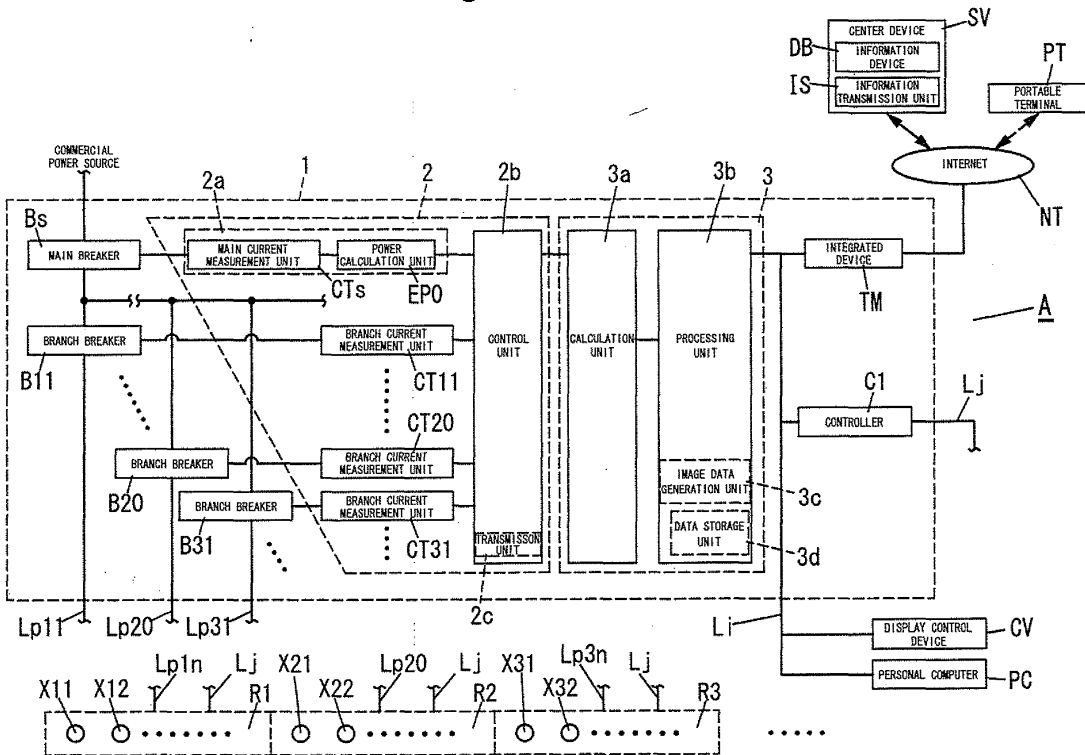 CENTER DEVICE
SV
DB
INFORMATION
DEVICE
IS
INFORMATION
TRANSMISSION UNIT
PT
PORTABLE
TERMINAL
INTERNET
NT
COMMERCIAL
POWER SOURCE
1
2a
2
2b
3a
3b
3
Bs
MAIN BREAKER
MAIN CURRENT
MEASUREMENT UNIT
CTs
POWER
CALCULATION UNIT
EP0
INTEGRATED
DEVICE
TM
A
BRANCH BREAKER
B11
BRANCH CURRENT
MEASUREMENT UNIT
CT11
CONTROL
UNIT
CALCULATION
UNIT
PROCESSING
UNIT
C1
CONTROLLER
Lj
BRANCH BREAKER
B20
CT20
BRANCH CURRENT
MEASUREMENT UNIT
BRANCH BREAKER
B31
BRANCH CURRENT
MEASUREMENT UNIT
CT31
TRANSMISSON
UNIT
2c
IMAGE DATA
GENERATION UNIT
3c
DATA STORAGE
UNIT
3d
Lp11
Lp20
Lp31
Li
DISPLAY CONTROL
DEVICE
CV
PERSONAL COMPUTER
PC
X11
X12
Lp1n
Lj
R1
X21
X22
Lp20
Lj
R2
X31
X32
Lp3n
Lj
R3